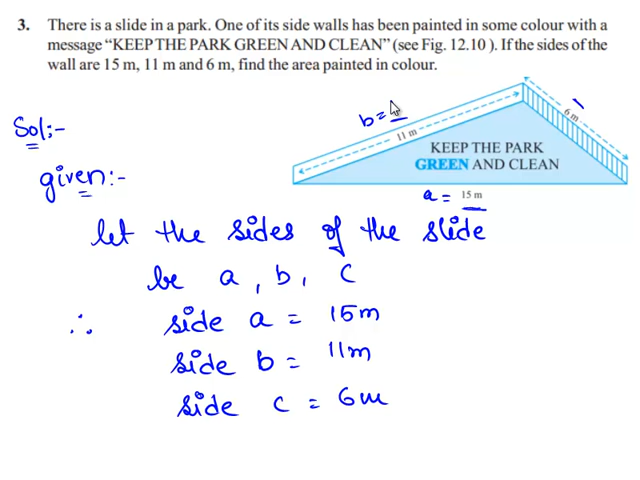 3. There is a slide in a park. One of its side walls has been painted in some colour with a
message "KEEP THE PARK GREEN AND CLEAN" (see Fig. 12.10 ). If the sides of the
wall are 15 m, 11 m and 6 m, find the area painted in colour.
Sol:-
given:-
b=
11 m
6 m
KEEP THE PARK
GREEN AND CLEAN
a = 15 m
let the sides of the slide
be a, b, c
∴ side a = 15m
side b = 11m
side c = 6m